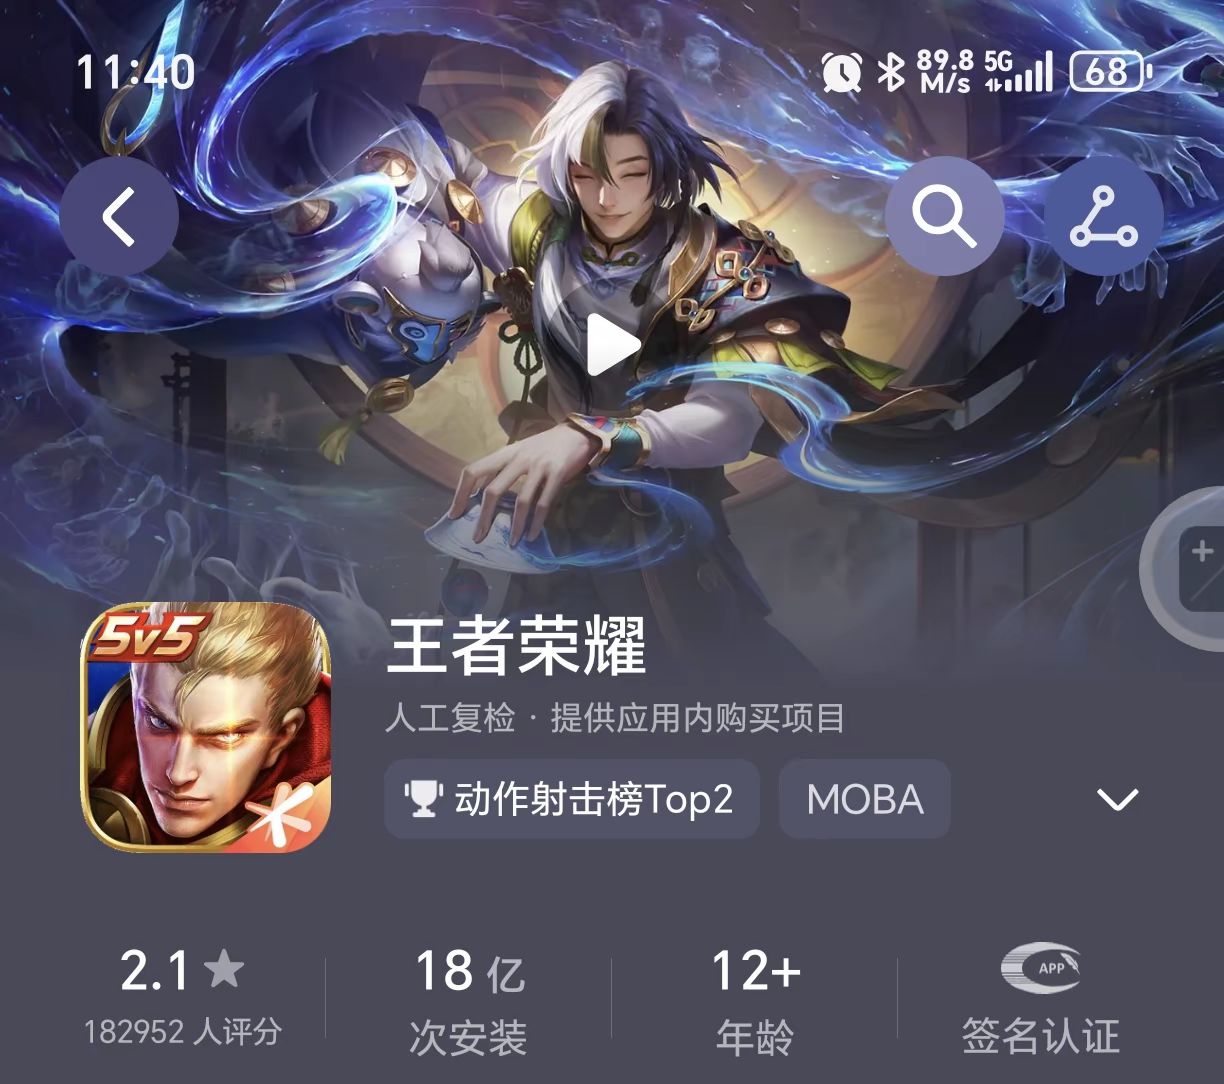 11:40
89.8 M/s 5G 68
5v5
王者荣耀
人工复检 · 提供应用内购买项目
动作射击榜Top2 MOBA
2.1 18 亿 12+ APP
182952 人评分 次安装 年龄 签名认证